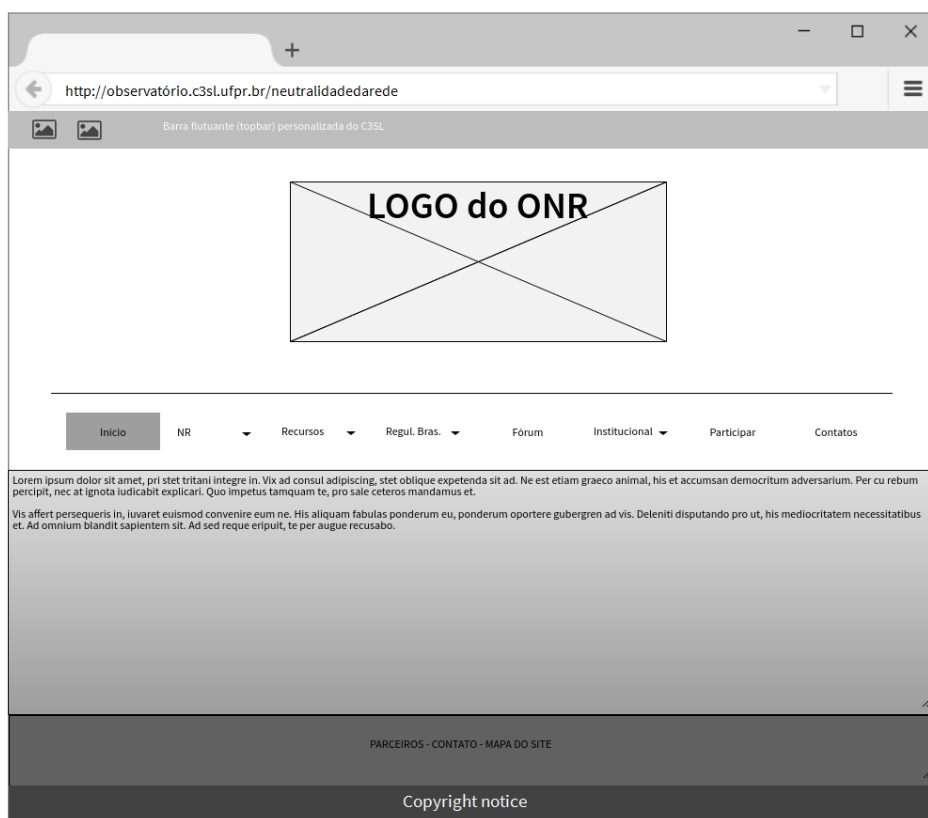 http://observatório.c3sl.ufpr.br/neutralidadedarede
Barra flutuante (topbar) personalizada do C3SL
LOGO do ONR
Início NR Recursos Regul. Bras. Fórum Institucional Participar Contatos
Lorem ipsum dolor sit amet, pri stet tritani integre in. Vix ad consul adipiscing, stet oblique expetenda sit ad. Ne est etiam graeco animal, his et accumsan democritum adversarium. Per cu rebum
percipit, nec at ignota iudicabit explicari. Quo impetus tamquam te, pro sale ceteros mandamus et.
Vis affert persequeris in, iuvaret euismod convenire eum ne. His aliquam fabulas ponderum eu, ponderum oportere gubergren ad vis. Deleniti disputando pro ut, his mediocritatem necessitatibus
et. Ad omnium blandit sapientem sit. Ad sed reque eripuit, te per augue recusabo.
PARCEIROS - CONTATO - MAPA DO SITE
Copyright notice